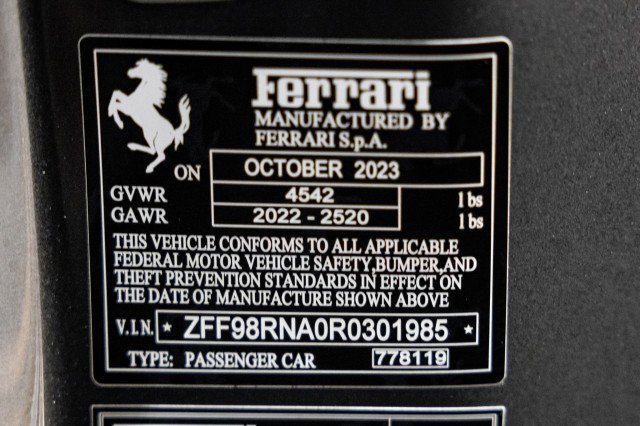 Ferrari
MANUFACTURED BY
FERRARI S.p.A.
ON OCTOBER 2023
GVWR 4542 lbs
GAWR 2022 - 2520 lbs
THIS VEHICLE CONFORMS TO ALL APPLICABLE
FEDERAL MOTOR VEHICLE SAFETY,BUMPER,AND
THEFT PREVENTION STANDARDS IN EFFECT ON
THE DATE OF MANUFACTURE SHOWN ABOVE
V.I.N. * ZFF98RNA0R0301985 *
TYPE: PASSENGER CAR 778119